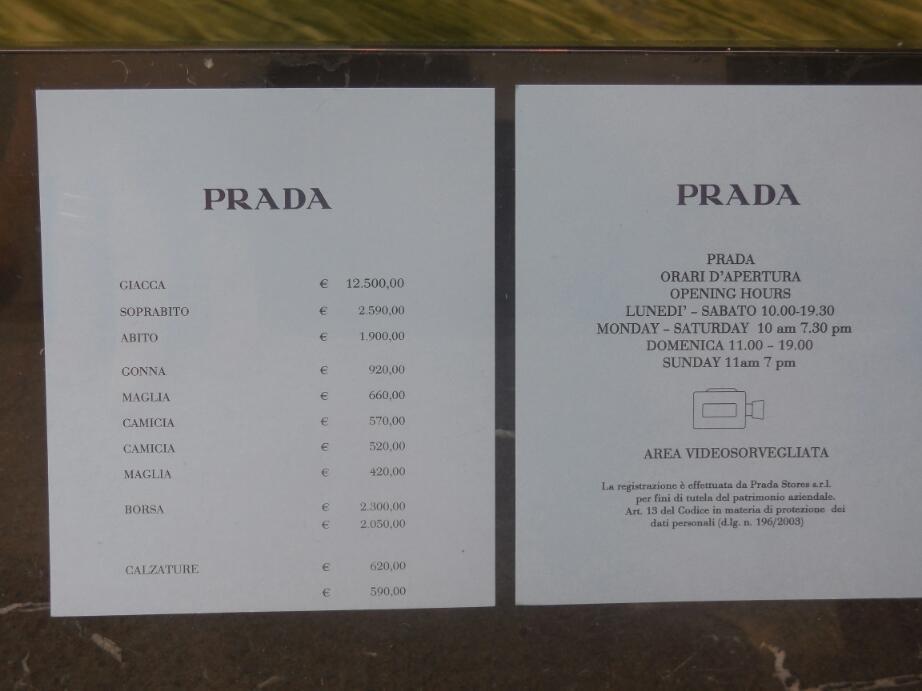 PRADA
GIACCA € 12.500,00
SOPRABITO € 2.590,00
ABITO € 1.900,00
GONNA € 920,00
MAGLIA € 660,00
CAMICIA € 570,00
CAMICIA € 520,00
MAGLIA € 420,00
BORSA € 2.300,00
€ 2.050,00
CALZATURE € 620,00
€ 590,00
PRADA
PRADA
ORARI D'APERTURA
OPENING HOURS
LUNEDI' – SABATO 10.00-19.30
MONDAY – SATURDAY 10 am 7.30 pm
DOMENICA 11.00 – 19.00
SUNDAY 11am 7 pm
AREA VIDEOSORVEGLIATA
La registrazione è effettuata da Prada Stores s.r.l.
per fini di tutela del patrimonio aziendale.
Art. 13 del Codice in materia di protezione dei
dati personali (d.lg. n. 196/2003)